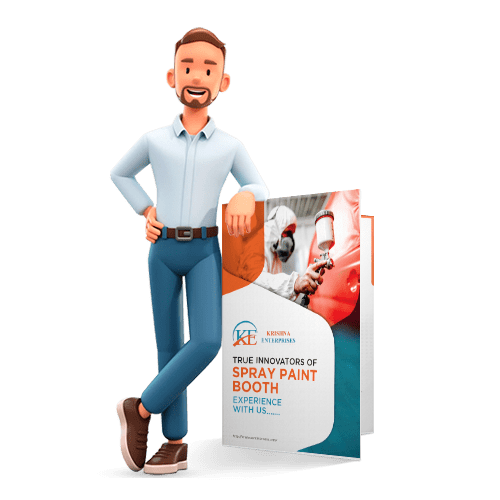 KE
KRISHNA
ENTERPRISES
TRUE INNOVATORS OF
SPRAY PAINT
BOOTH
EXPERIENCE
WITH US......